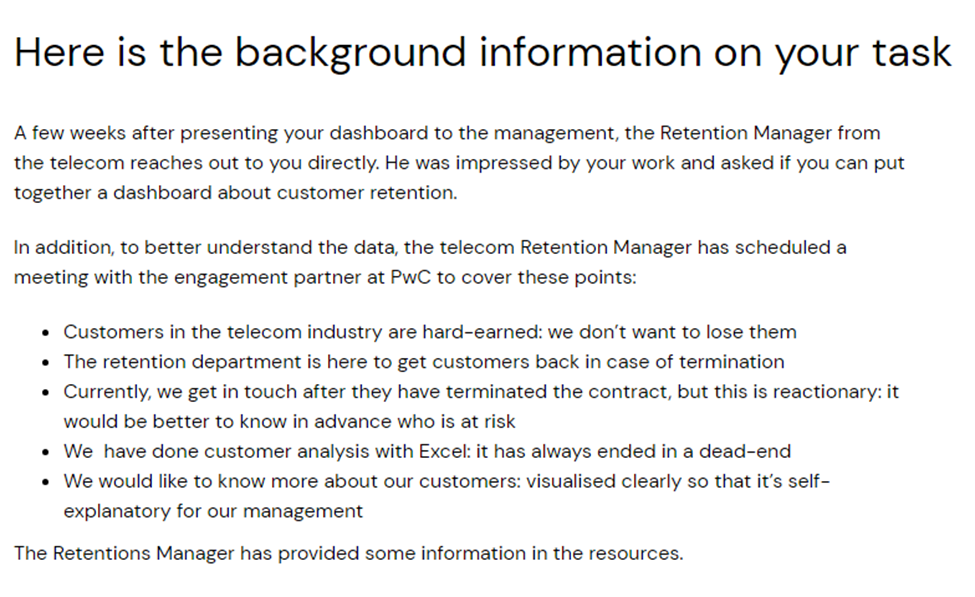 Here is the background information on your task
A few weeks after presenting your dashboard to the management, the Retention Manager from
the telecom reaches out to you directly. He was impressed by your work and asked if you can put
together a dashboard about customer retention.
In addition, to better understand the data, the telecom Retention Manager has scheduled a
meeting with the engagement partner at PwC to cover these points:
• Customers in the telecom industry are hard-earned: we don’t want to lose them
• The retention department is here to get customers back in case of termination
• Currently, we get in touch after they have terminated the contract, but this is reactionary: it
would be better to know in advance who is at risk
• We  have done customer analysis with Excel: it has always ended in a dead-end
• We would like to know more about our customers: visualised clearly so that it’s self-
explanatory for our management
The Retentions Manager has provided some information in the resources.